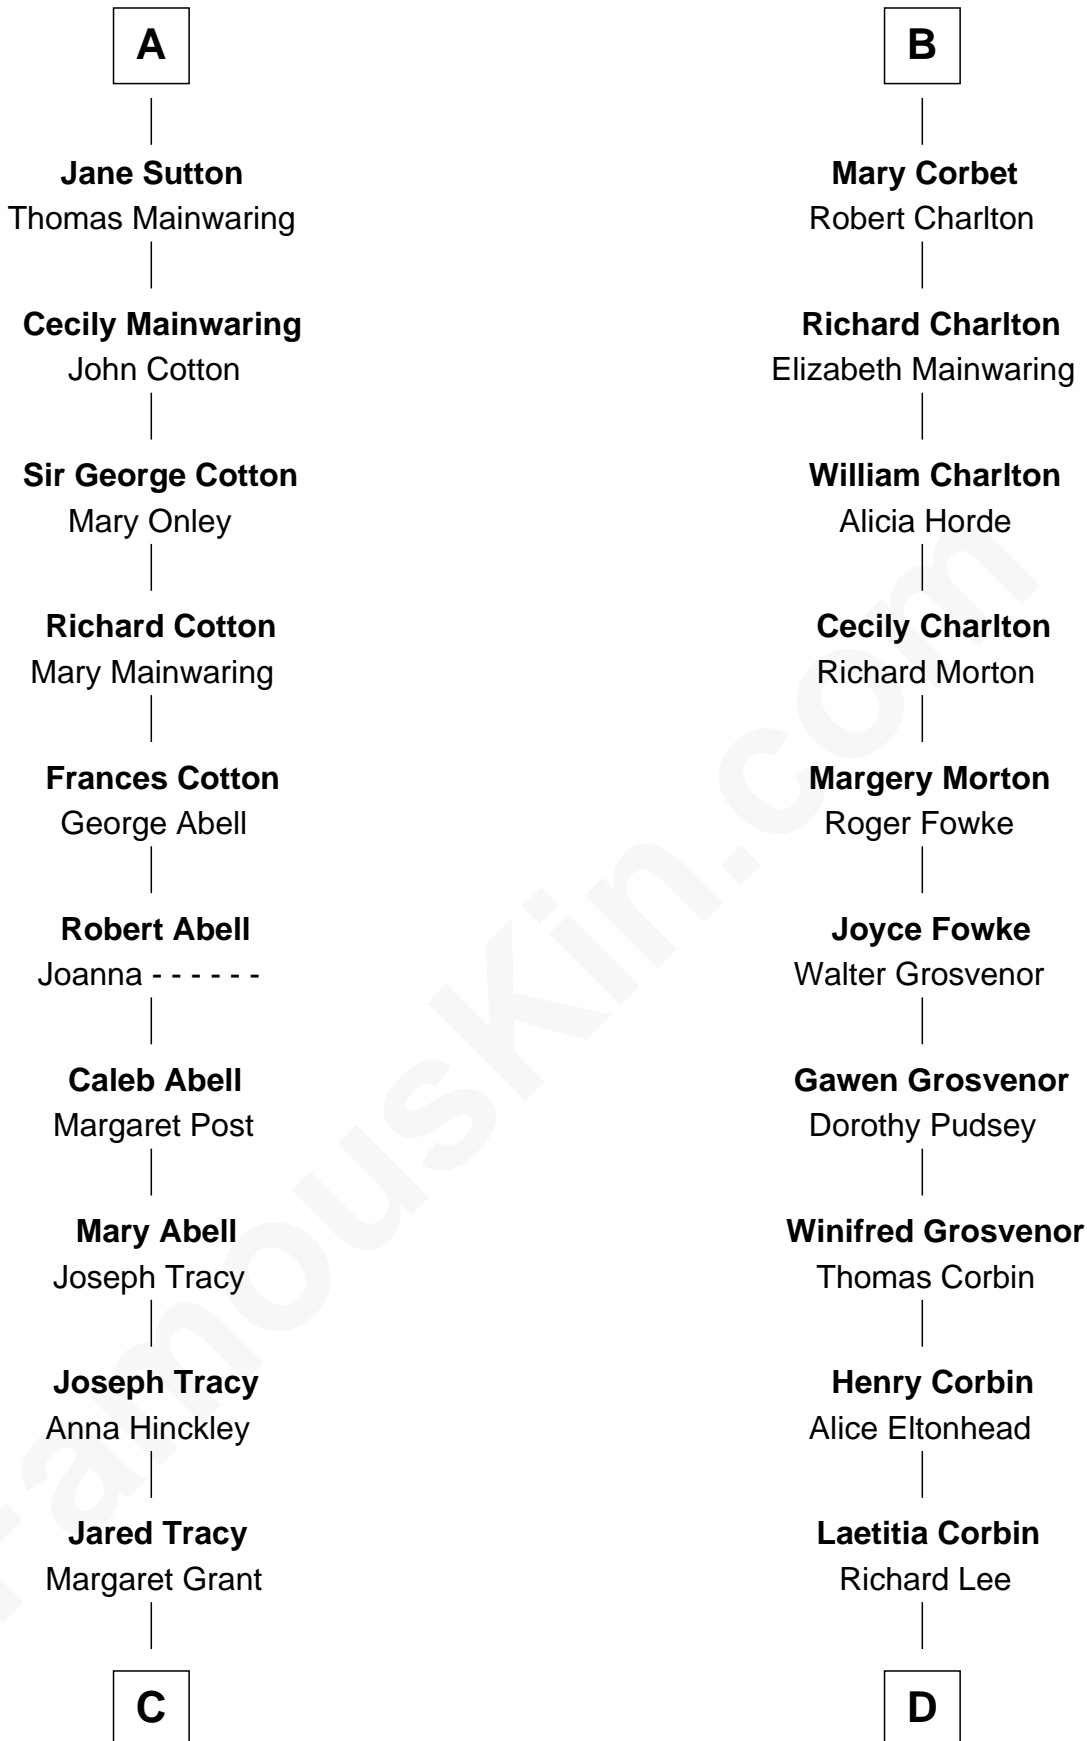 A
Jane Sutton
Thomas Mainwaring
Cecily Mainwaring
John Cotton
Sir George Cotton
Mary Onley
Richard Cotton
Mary Mainwaring
Frances Cotton
George Abell
Robert Abell
Joanna - - - - - -
Caleb Abell
Margaret Post
Mary Abell
Joseph Tracy
Joseph Tracy
Anna Hinckley
Jared Tracy
Margaret Grant
C
B
Mary Corbet
Robert Charlton
Richard Charlton
Elizabeth Mainwaring
William Charlton
Alicia Horde
Cecily Charlton
Richard Morton
Margery Morton
Roger Fowke
Joyce Fowke
Walter Grosvenor
Gawen Grosvenor
Dorothy Pudsey
Winifred Grosvenor
Thomas Corbin
Henry Corbin
Alice Eltonhead
Laetitia Corbin
Richard Lee
D
FamousKin.com